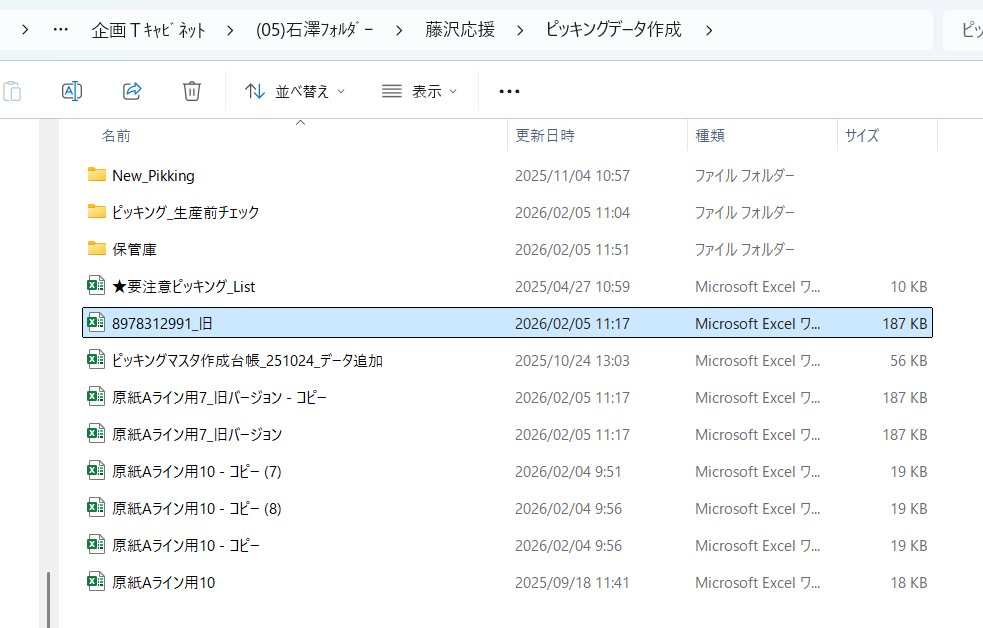 > … 企画Ｔｷｬﾋﾞﾈｯﾄ > (05)石澤ﾌｫﾙﾀﾞｰ > 藤沢応援 > ピッキングデータ作成 >
並べ替え 表示 …
名前 更新日時 種類 サイズ
New_Pikking 2025/11/04 10:57 ファイル フォルダー
ピッキング_生産前チェック 2026/02/05 11:04 ファイル フォルダー
保管庫 2026/02/05 11:51 ファイル フォルダー
★要注意ピッキング_List 2025/04/27 10:59 Microsoft Excel ワ... 10 KB
8978312991_旧 2026/02/05 11:17 Microsoft Excel ワ... 187 KB
ピッキングマスタ作成台帳_251024_データ追加 2025/10/24 13:03 Microsoft Excel ワ... 56 KB
原紙Aライン用7_旧バージョン - コピー 2026/02/05 11:17 Microsoft Excel ワ... 187 KB
原紙Aライン用7_旧バージョン 2026/02/05 11:17 Microsoft Excel ワ... 187 KB
原紙Aライン用10 - コピー (7) 2026/02/04 9:51 Microsoft Excel ワ... 19 KB
原紙Aライン用10 - コピー (8) 2026/02/04 9:56 Microsoft Excel ワ... 19 KB
原紙Aライン用10 - コピー 2026/02/04 9:56 Microsoft Excel ワ... 19 KB
原紙Aライン用10 2025/09/18 11:41 Microsoft Excel ワ... 18 KB